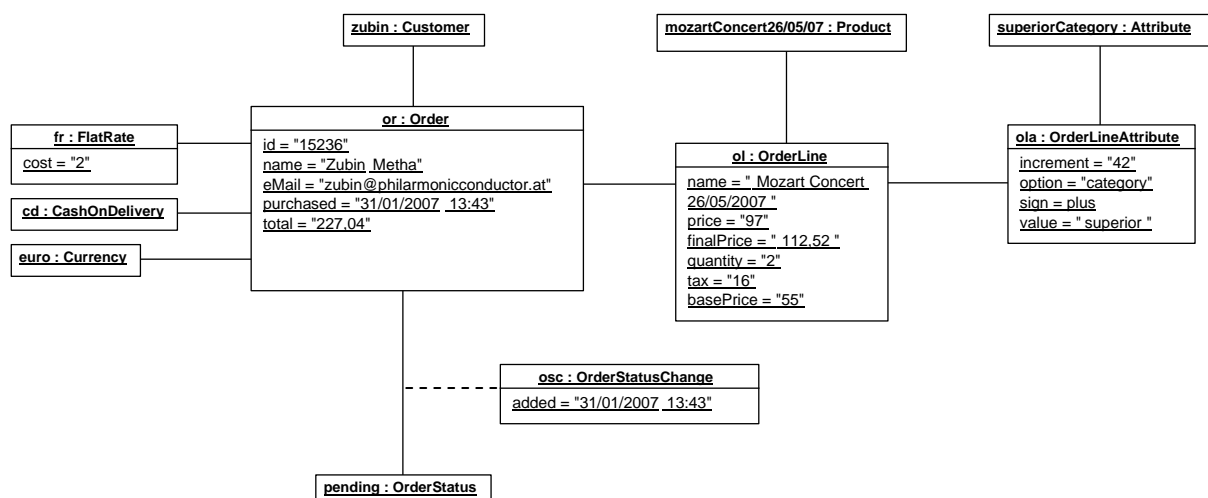 zubin : Customer
mozartConcert26/05/07 : Product
superiorCategory : Attribute
fr : FlatRate
cost = "2"
cd : CashOnDelivery
euro : Currency
or : Order
id = "15236"
name = "Zubin Metha"
eMail = "zubin@philarmonicconductor.at"
purchased = "31/01/2007 13:43"
total = "227,04"
ol : OrderLine
name = " Mozart Concert
26/05/2007 "
price = "97"
finalPrice = " 112,52 "
quantity = "2"
tax = "16"
basePrice = "55"
ola : OrderLineAttribute
increment = "42"
option = "category"
sign = plus
value = " superior "
osc : OrderStatusChange
added = "31/01/2007 13:43"
pending : OrderStatus